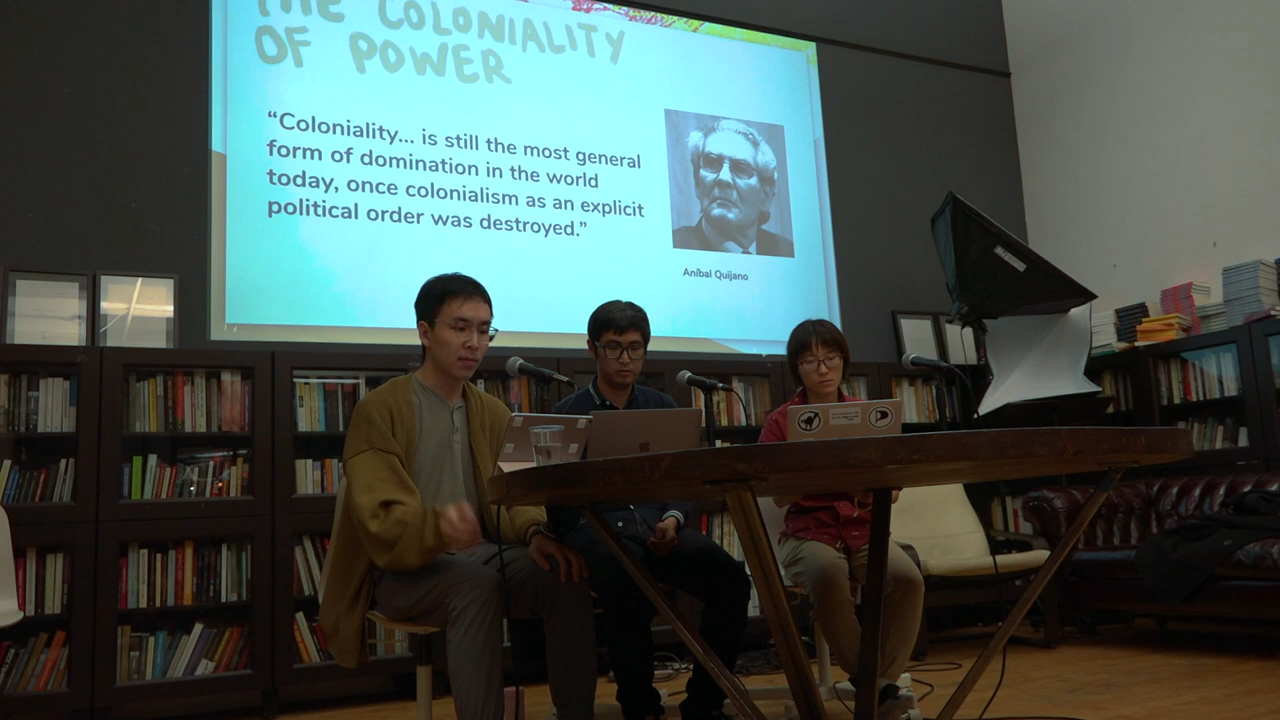 THE COLONIALITY
OF POWER
“Coloniality... is still the most general
form of domination in the world
today, once colonialism as an explicit
political order was destroyed.”
Aníbal Quijano